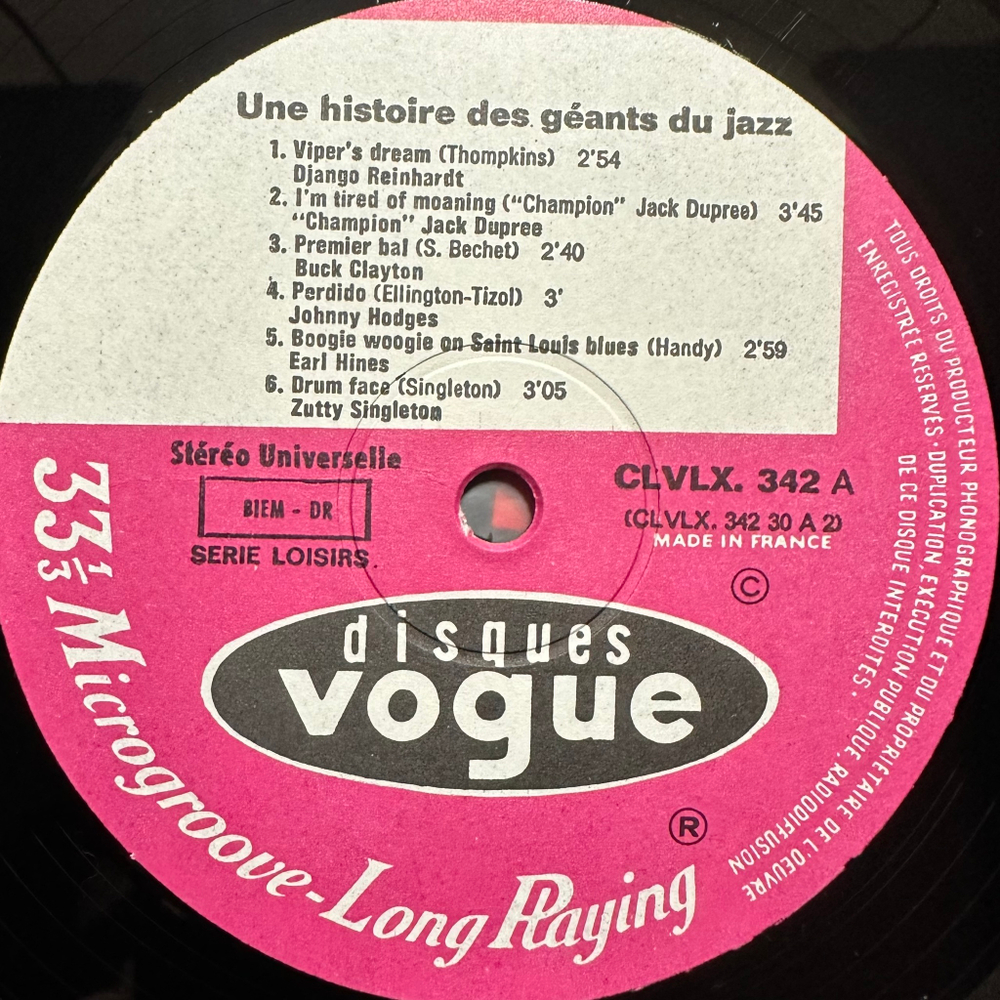 Une histoire des géants du jazz
1. Viper's dream (Thompkins) 2'54
Django Reinhardt
2. I'm tired of moaning ("Champion" Jack Dupree) 3'45
"Champion" Jack Dupree
3. Premier bal (S. Bechet) 2'40
Buck Clayton
4. Perdido (Ellington-Tizol) 3'
Johnny Hodges
5. Boogie woogie on Saint Louis blues (Handy) 2'59
Earl Hines
6. Drum face (Singleton) 3'05
Zutty Singleton
Stéréo Universelle
BIEM - DR
SERIE LOISIRS
CLVLX. 342 A
(CLVLX. 342 30 A 2)
MADE IN FRANCE
©
disques
vogue
®
33⅓ Microgroove-Long Playing
TOUS DROITS DU PRODUCTEUR PHONOGRAPHIQUE ET DU PROPRIÉTAIRE DE L'OEUVRE
ENREGISTRÉE RÉSERVÉS · DUPLICATION, EXÉCUTION PUBLIQUE, RADIODIFFUSION
DE CE DISQUE INTERDITES.